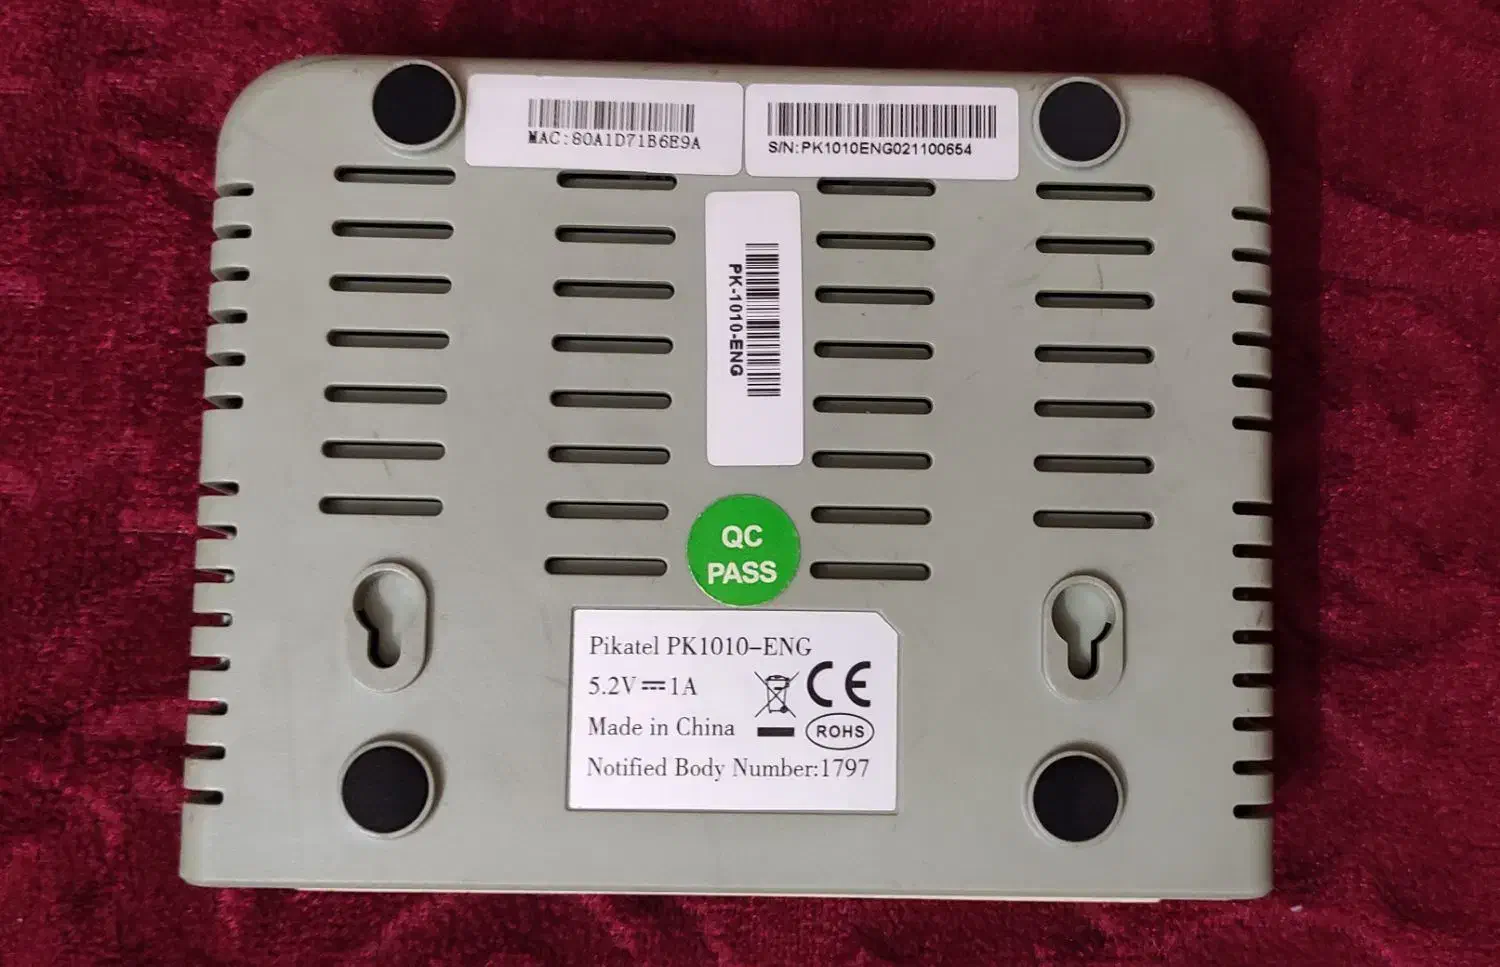 MAC:80A1D71B6E9A
S/N:PK1010ENG021100654
PK-1010-ENG
QC
PASS
Pikatel PK1010-ENG
5.2V⎓1A
CE
Made in China
ROHS
Notified Body Number:1797